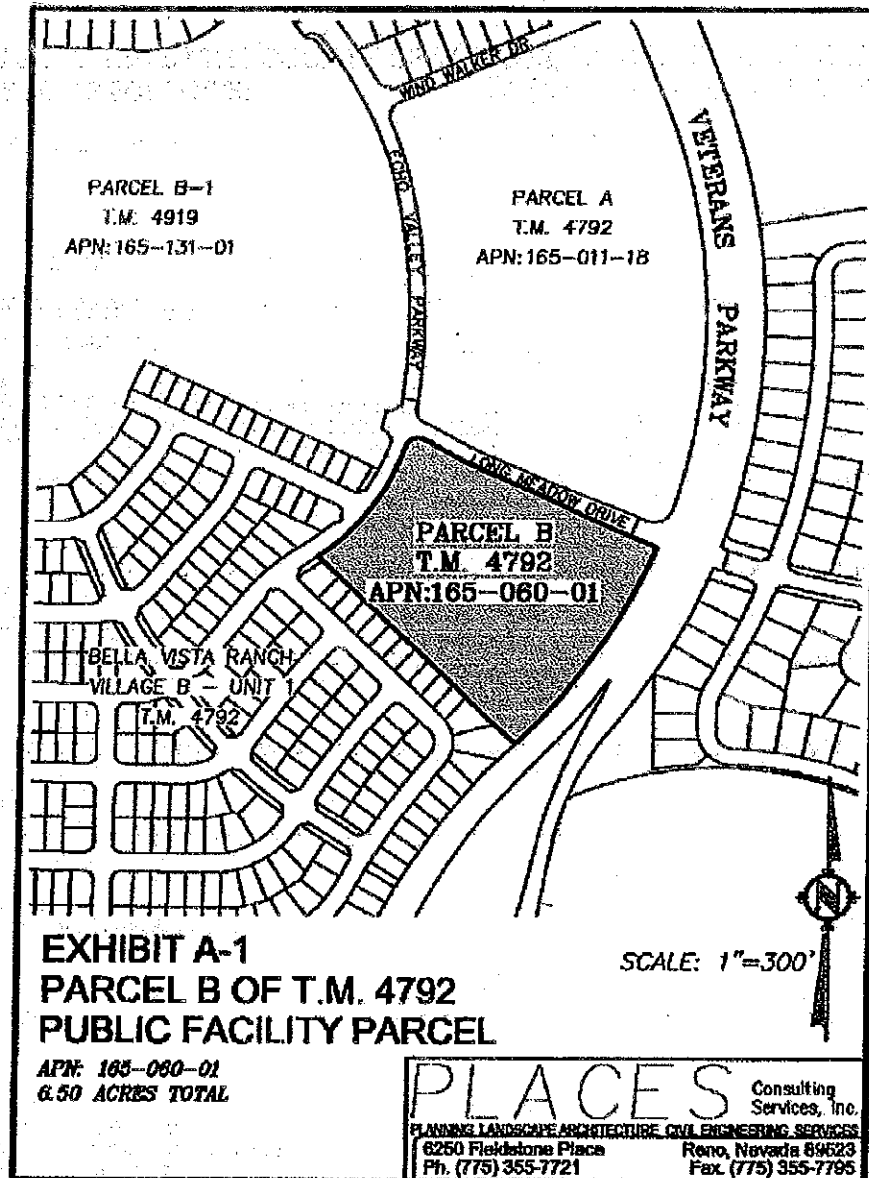 WIND WALKER DR.
VETERANS PARKWAY
ECHO VALLEY PARKWAY
PARCEL B-1
T.M. 4919
APN: 165-131-01
PARCEL A
T.M. 4792
APN: 165-011-18
LONG MEADOW DRIVE
PARCEL B
T.M. 4792
APN:165-060-01
BELLA VISTA RANCH
VILLAGE B - UNIT 1
T.M. 4792
EXHIBIT A-1
PARCEL B OF T.M. 4792
PUBLIC FACILITY PARCEL
SCALE: 1"=300'
APN: 165-060-01
6.50 ACRES TOTAL
PLACES Consulting
Services, Inc.
PLANNING LANDSCAPE ARCHITECTURE CIVIL ENGINEERING SERVICES
6250 Fieldstone Place Reno, Nevada 89523
Ph. (775) 355-7721 Fax. (775) 355-7795